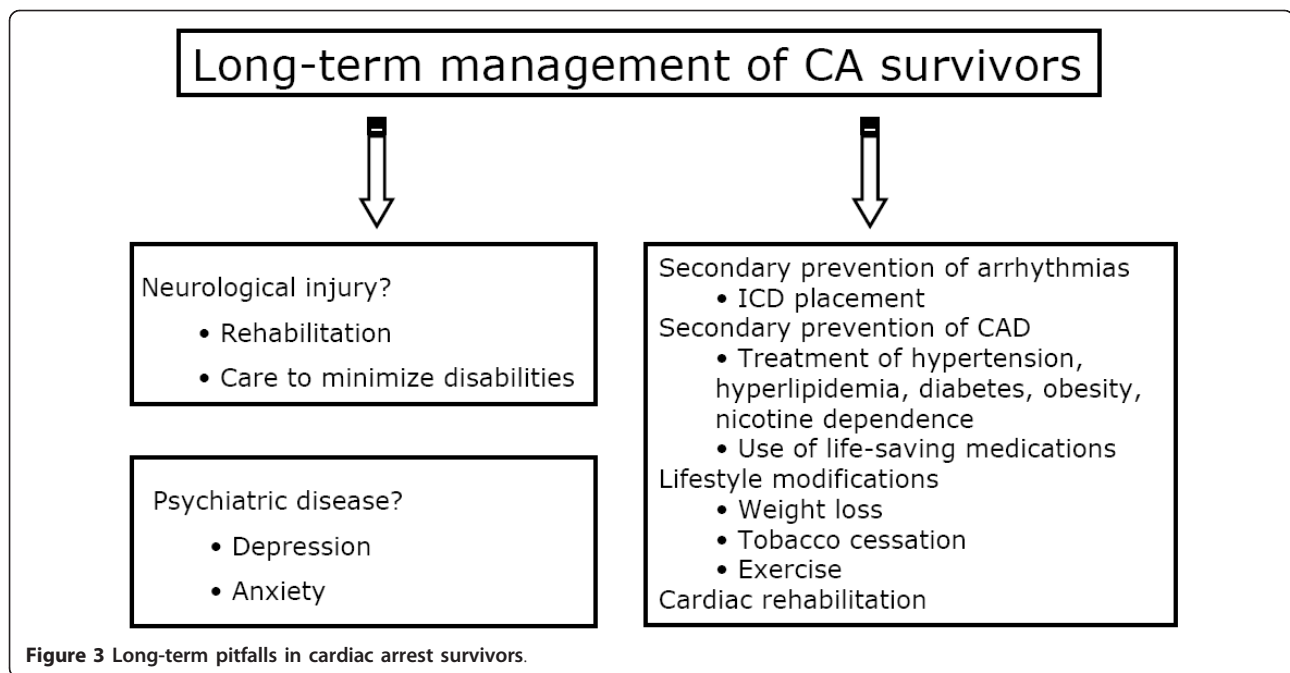 Long-term management of CA survivors
Neurological injury?
• Rehabilitation
• Care to minimize disabilities
Psychiatric disease?
• Depression
• Anxiety
Secondary prevention of arrhythmias
• ICD placement
Secondary prevention of CAD
• Treatment of hypertension,
hyperlipidemia, diabetes, obesity,
nicotine dependence
• Use of life-saving medications
Lifestyle modifications
• Weight loss
• Tobacco cessation
• Exercise
Cardiac rehabilitation
Figure 3 Long-term pitfalls in cardiac arrest survivors.